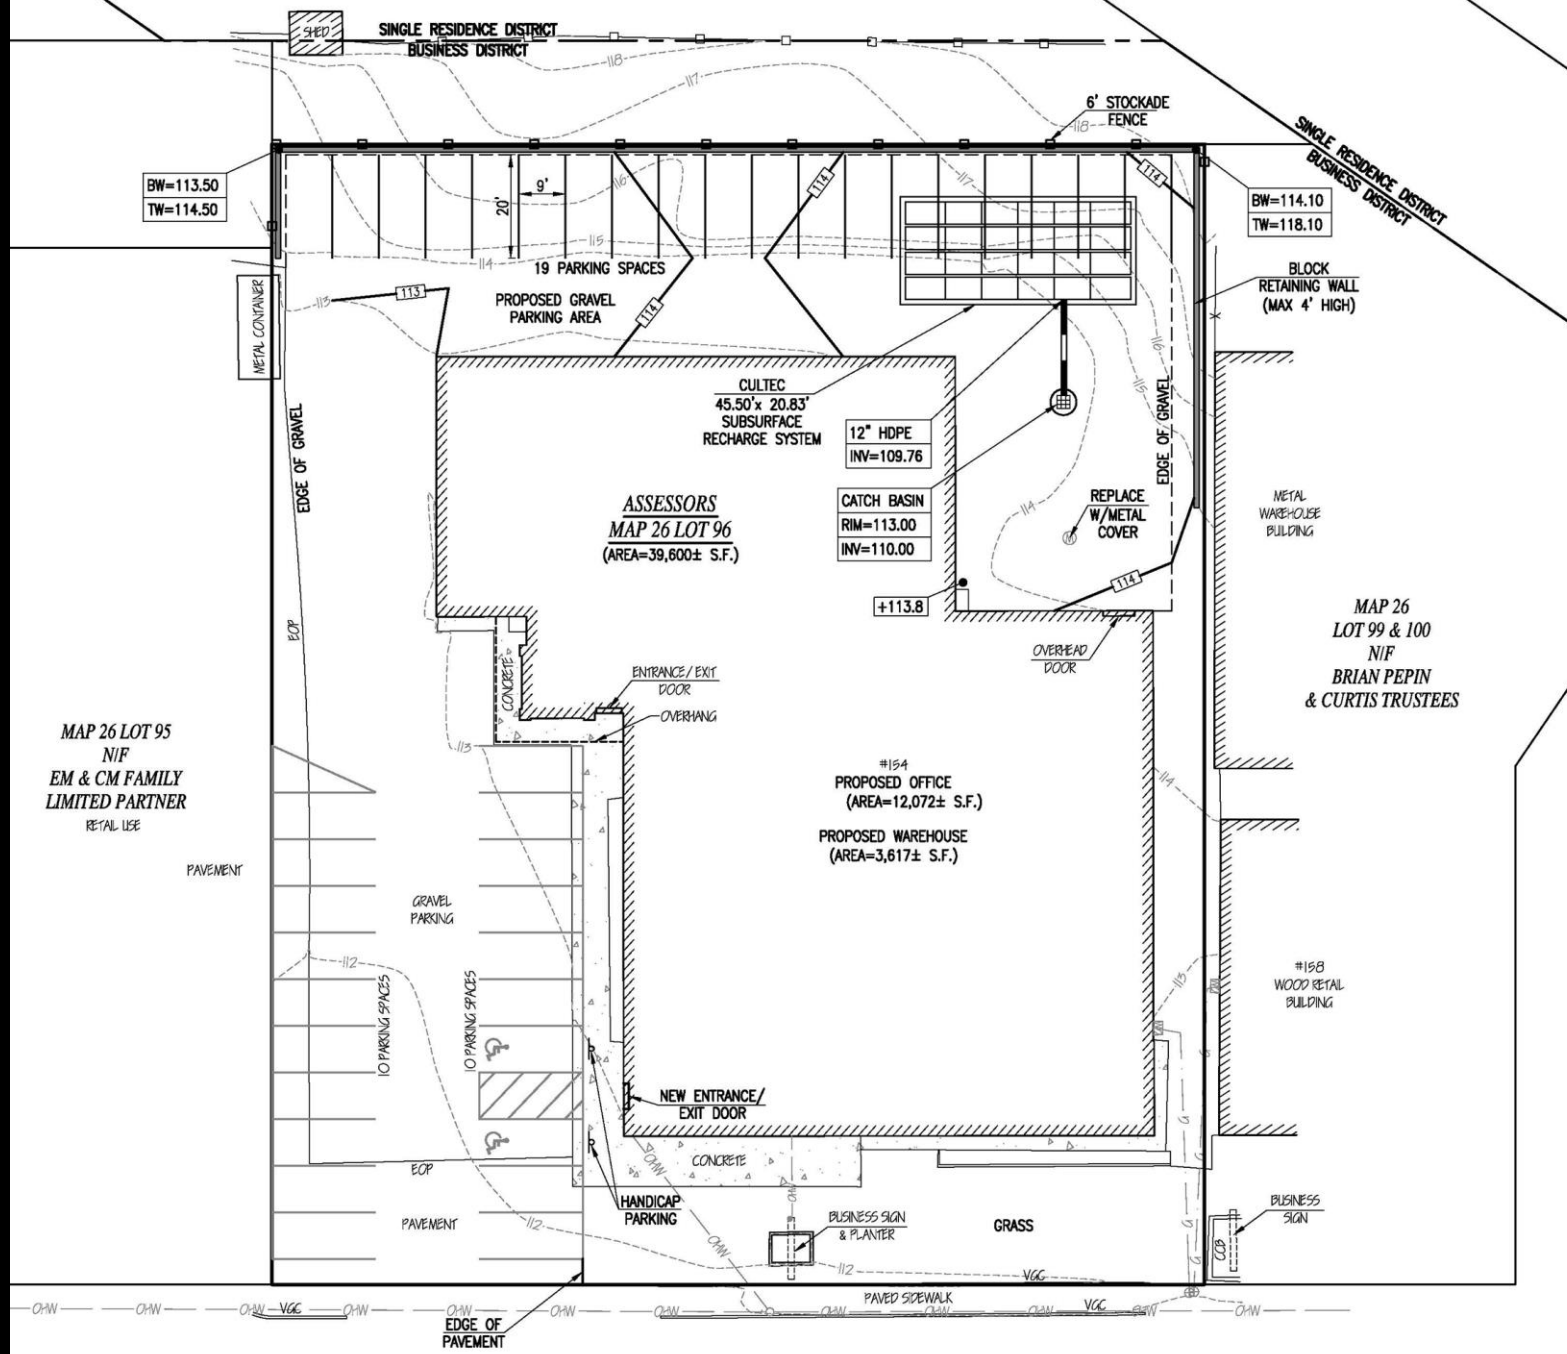 SHED
SINGLE RESIDENCE DISTRICT
BUSINESS DISTRICT
118
117
6' STOCKADE
FENCE
118
SINGLE RESIDENCE DISTRICT
BUSINESS DISTRICT
BW=113.50
TW=114.50
20'
9'
116
114
117
114
BW=114.10
TW=118.10
115
114
19 PARKING SPACES
113
113
PROPOSED GRAVEL
PARKING AREA
114
BLOCK
RETAINING WALL
(MAX 4' HIGH)
X
METAL CONTAINER
116
115
CULTEC
45.50'x 20.83'
SUBSURFACE
RECHARGE SYSTEM
12" HDPE
INV=109.76
EDGE OF GRAVEL
EDGE OF GRAVEL
ASSESSORS
MAP 26 LOT 96
(AREA=39,600± S.F.)
CATCH BASIN
RIM=113.00
INV=110.00
114
REPLACE
W/METAL
COVER
M
METAL
WAREHOUSE
BUILDING
114
+113.8
EOP
MAP 26
LOT 99 & 100
N/F
BRIAN PEPIN
& CURTIS TRUSTEES
OVERHEAD
DOOR
CONCRETE
ENTRANCE/EXIT
DOOR
OVERHANG
MAP 26 LOT 95
N/F
EM & CM FAMILY
LIMITED PARTNER
RETAIL USE
113
#154
PROPOSED OFFICE
(AREA=12,072± S.F.)
PROPOSED WAREHOUSE
(AREA=3,617± S.F.)
114
PAVEMENT
GRAVEL
PARKING
112
10 PARKING SPACES
10 PARKING SPACES
113
#158
WOOD RETAIL
BUILDING
G
NEW ENTRANCE/
EXIT DOOR
G
EOP
CONCRETE
OHW
G
HANDICAP
PARKING
PAVEMENT
112
OHW
OHW
BUSINESS SIGN
& PLANTER
GRASS
G
BUSINESS
SIGN
CCB
G
112
VGC
PAVED SIDEWALK
OHW
OHW
OHW
VGC
OHW
OHW
OHW
OHW
OHW
OHW
OHW
VGC
OHW
OHW
EDGE OF
PAVEMENT